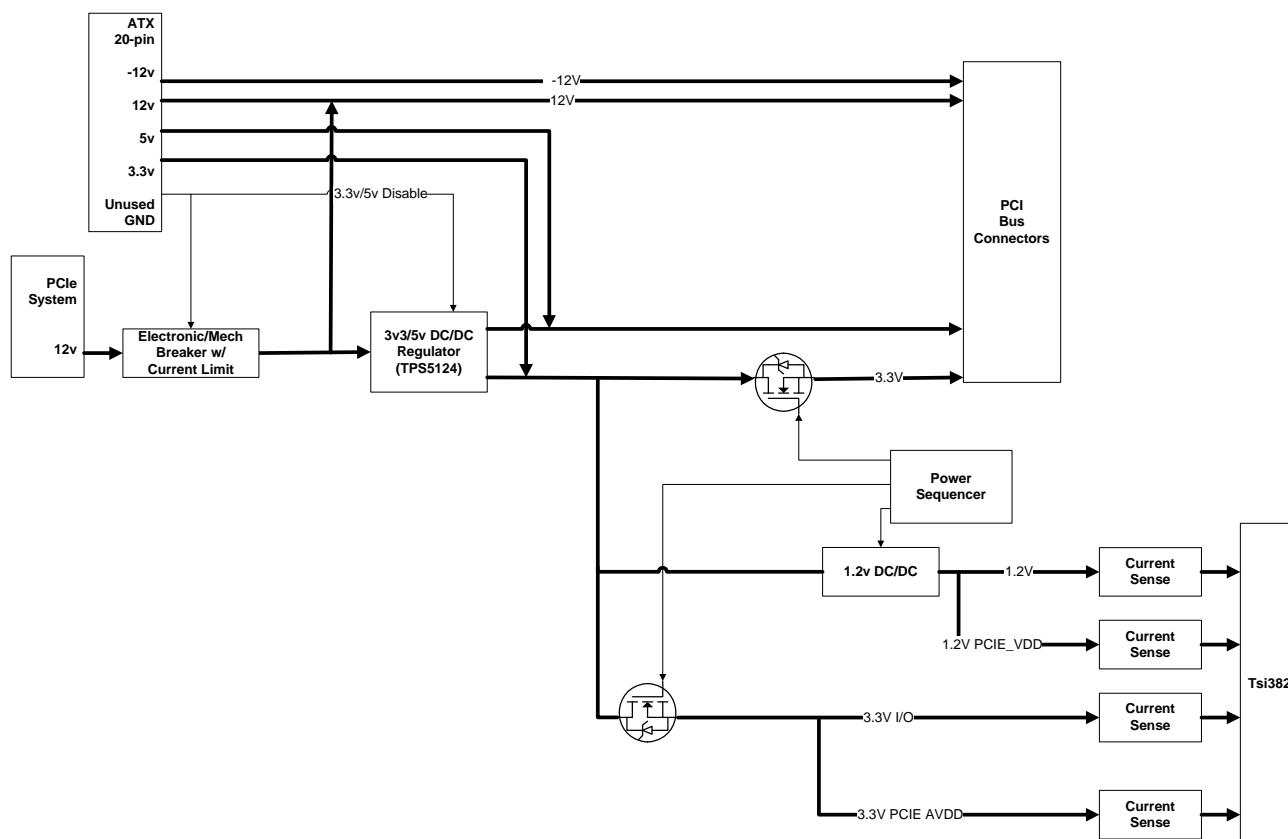 ATX
20-pin
-12v
12v
5v
3.3v
Unused
GND
-12V
12V
3.3v/5v Disable
PCI
Bus
Connectors
PCIe
System
12v
Electronic/Mech
Breaker w/
Current Limit
3v3/5v DC/DC
Regulator
(TPS5124)
3.3V
Power
Sequencer
1.2v DC/DC
1.2V
Current
Sense
1.2V PCIE_VDD
Current
Sense
Tsi382
3.3V I/O
Current
Sense
3.3V PCIE AVDD
Current
Sense